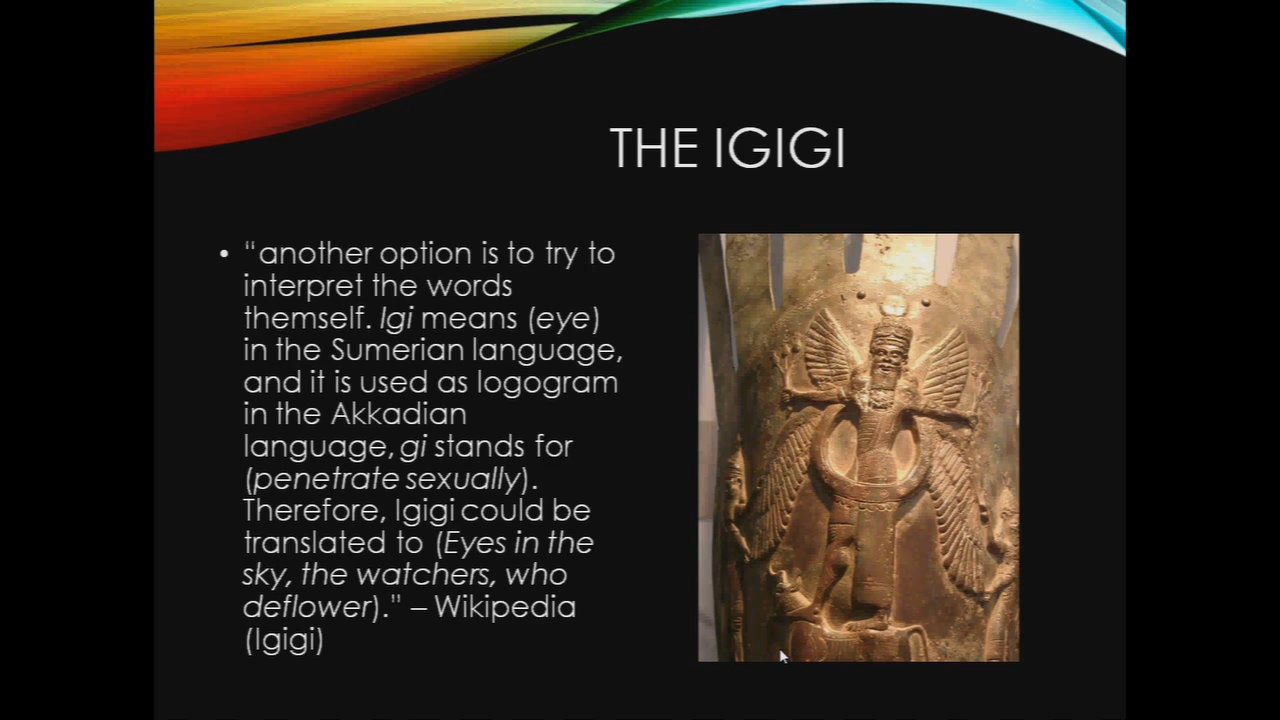 THE IGIGI
• "another option is to try to
interpret the words
themself. Igi means (eye)
in the Sumerian language,
and it is used as logogram
in the Akkadian
language, gi stands for
(penetrate sexually).
Therefore, Igigi could be
translated to (Eyes in the
sky, the watchers, who
deflower)." – Wikipedia
(Igigi)